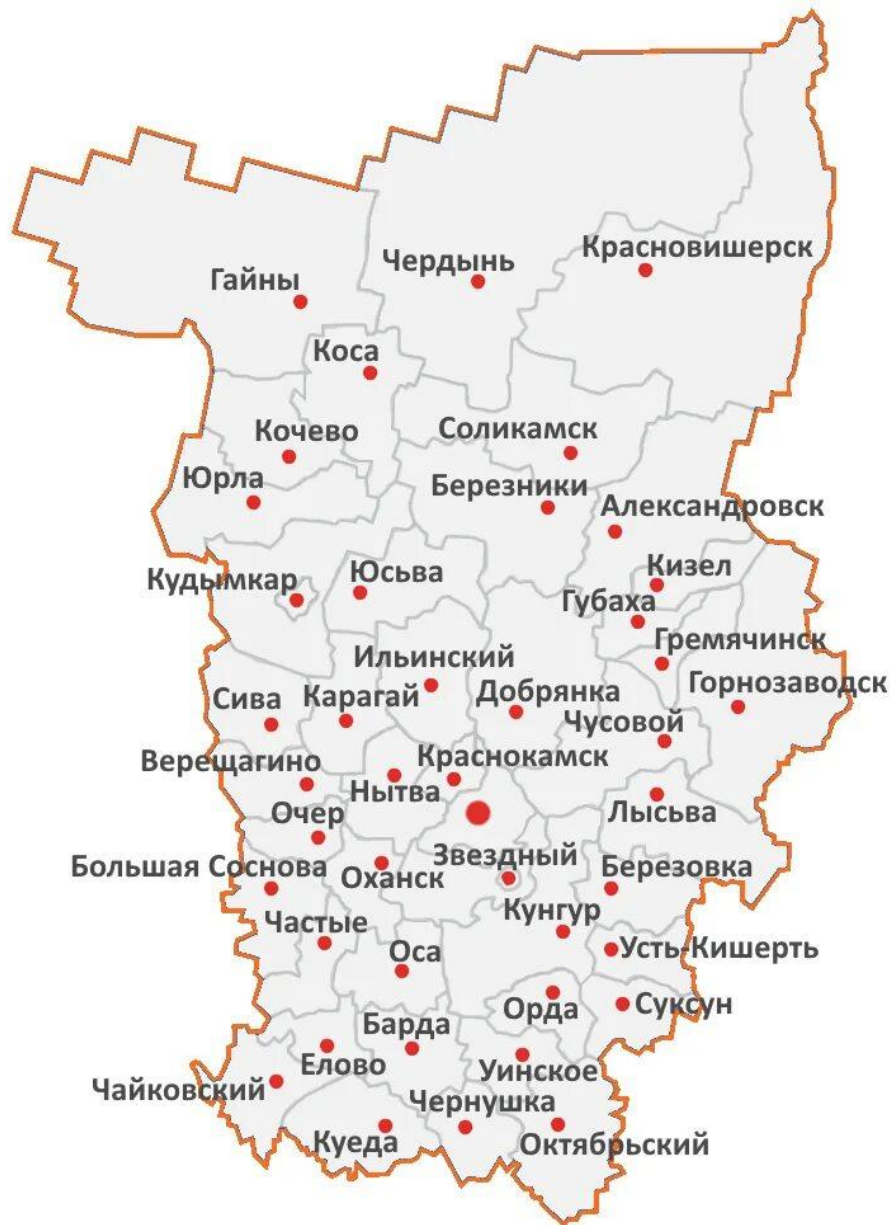 Красновишерск
Чердынь
Гайны
Коса
Кочево
Соликамск
Юрла
Березники
Александровск
Кизел
Юсьва
Кудымкар
Губаха
Гремячинск
Ильинский
Горнозаводск
Добрянка
Карагай
Сива
Чусовой
Краснокамск
Верещагино
Нытва
Лысьва
Очер
Звездный
Большая Соснова
Березовка
Оханск
Кунгур
Частые
Усть-Кишерть
Оса
Суксун
Орда
Барда
Елово
Уинское
Чайковский
Чернушка
Куеда
Октябрьский